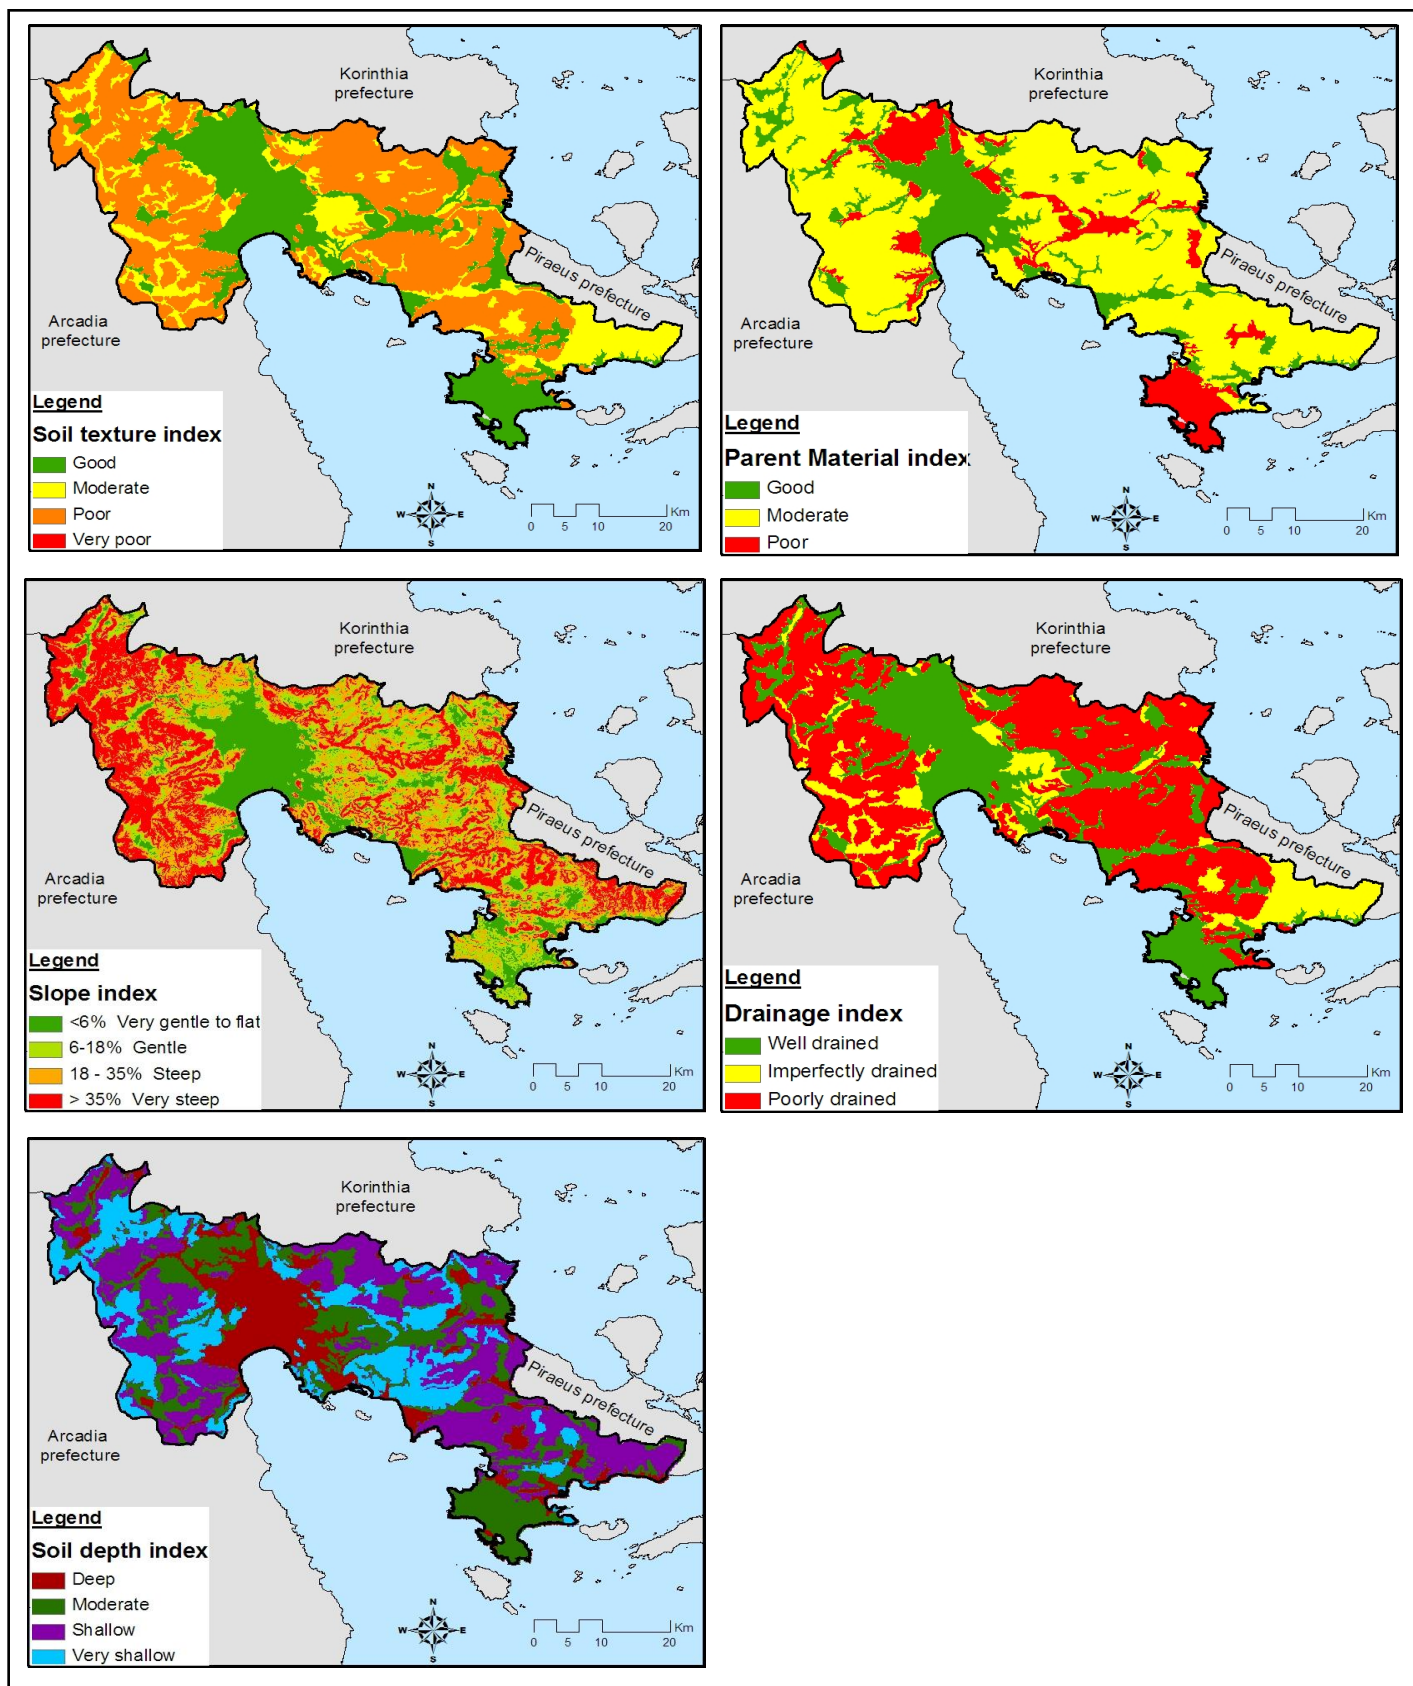 Korinthia
prefecture
Piraeus prefecture
Arcadia
prefecture
Legend
Soil texture index
Good
Moderate
Poor
Very poor
N
W E
S
Km
0 5 10 20
Korinthia
prefecture
Piraeus prefecture
Arcadia
prefecture
Legend
Parent Material index
Good
Moderate
Poor
N
W E
S
Km
0 5 10 20
Korinthia
prefecture
Piraeus prefecture
Arcadia
prefecture
Legend
Slope index
<6% Very gentle to flat
6-18% Gentle
18 - 35% Steep
> 35% Very steep
N
W E
S
Km
0 5 10 20
Korinthia
prefecture
Piraeus prefecture
Arcadia
prefecture
Legend
Drainage index
Well drained
Imperfectly drained
Poorly drained
N
W E
S
Km
0 5 10 20
Korinthia
prefecture
Piraeus prefecture
Arcadia
prefecture
Legend
Soil depth index
Deep
Moderate
Shallow
Very shallow
N
W E
S
Km
0 5 10 20